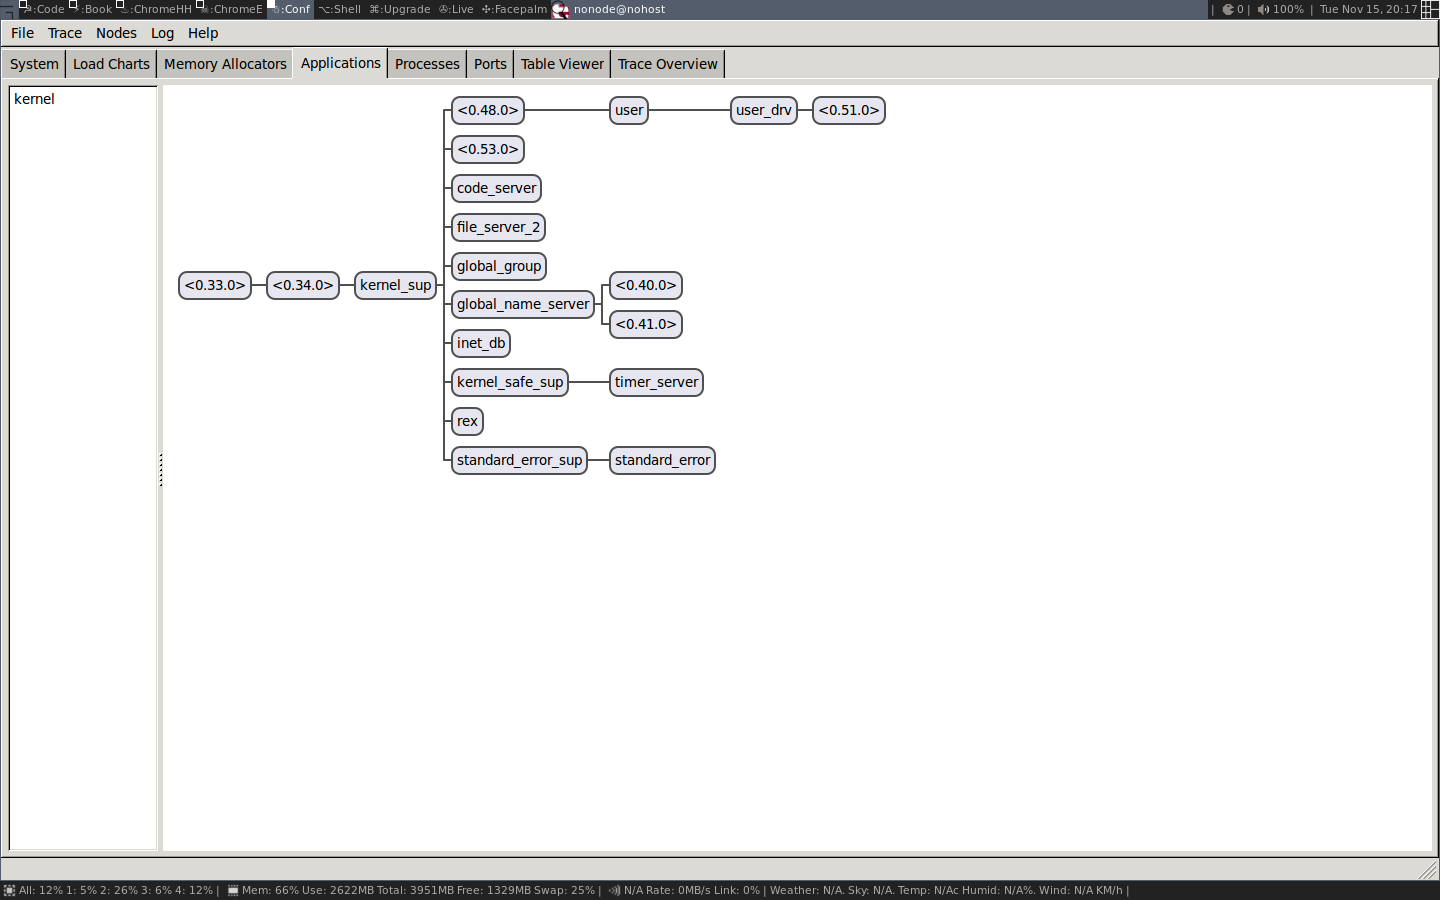 :Code :Book :ChromeHH :ChromeE :Conf :Shell :Upgrade :Live :Facepalm nonode@nohost | 0 | 100% | Tue Nov 15, 20:17
File Trace Nodes Log Help
System Load Charts Memory Allocators Applications Processes Ports Table Viewer Trace Overview
kernel
<0.48.0> user user_drv <0.51.0>
<0.53.0>
code_server
file_server_2
global_group
<0.33.0> <0.34.0> kernel_sup <0.40.0>
global_name_server
<0.41.0>
inet_db
kernel_safe_sup timer_server
rex
standard_error_sup standard_error
All: 12% 1: 5% 2: 26% 3: 6% 4: 12% | Mem: 66% Use: 2622MB Total: 3951MB Free: 1329MB Swap: 25% | N/A Rate: 0MB/s Link: 0% | Weather: N/A. Sky: N/A. Temp: N/Ac Humid: N/A%. Wind: N/A KM/h |